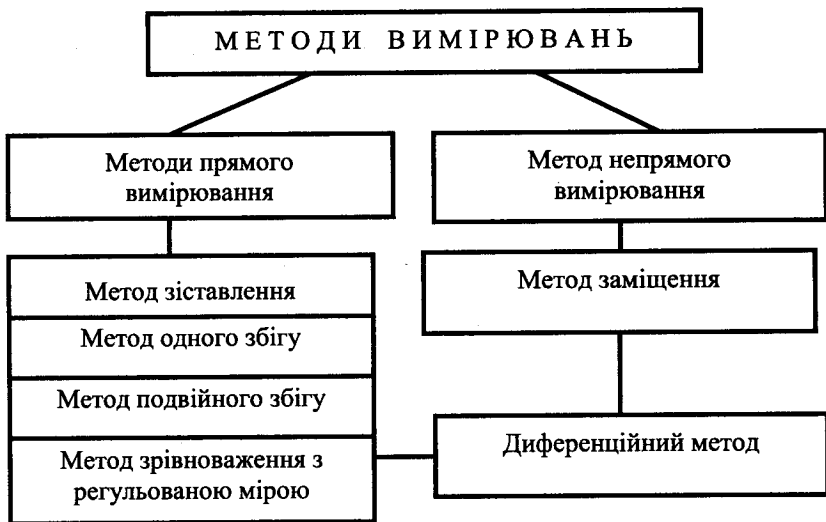 МЕТОДИ ВИМІРЮВАНЬ
Методи прямого
вимірювання
Метод непрямого
вимірювання
Метод зіставлення
Метод одного збігу
Метод подвійного збігу
Метод зрівноваження з
регульованою мірою
Метод заміщення
Диференційний метод